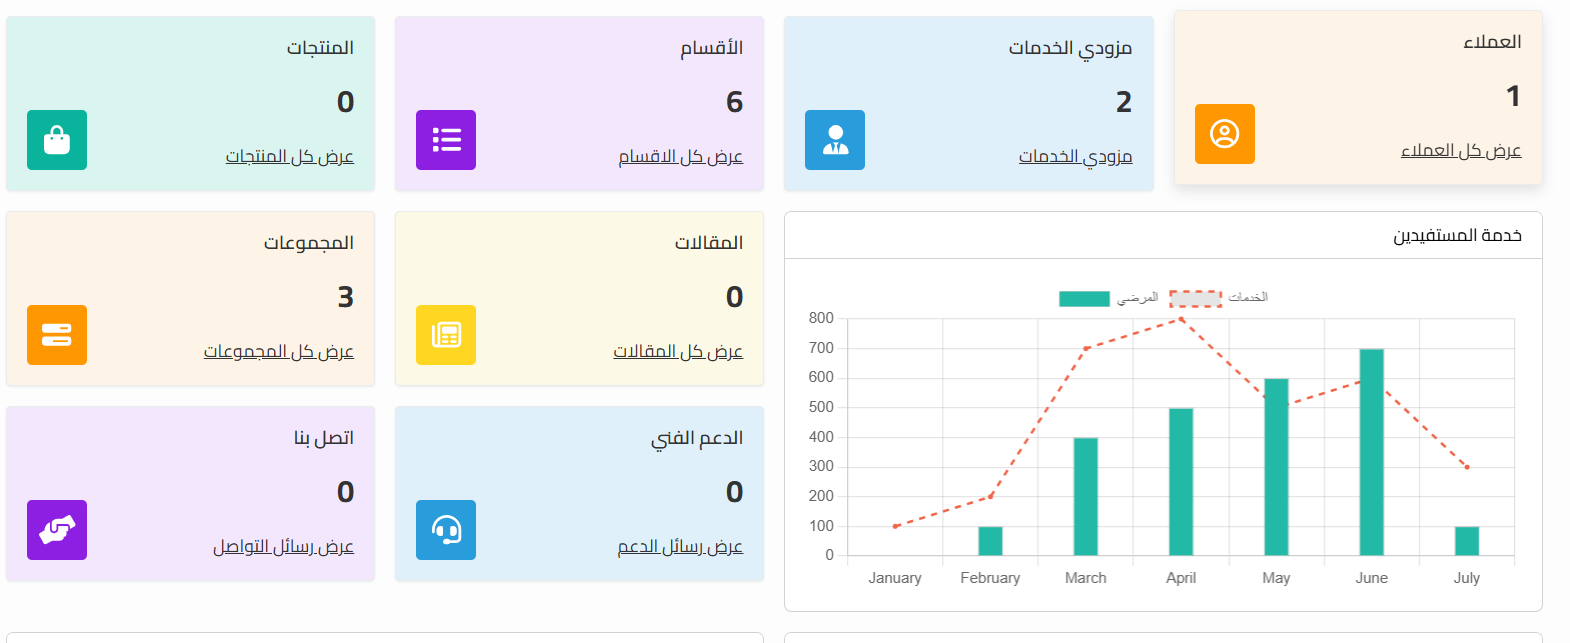 العملاء
1
عرض كل العملاء
مزودي الخدمات
2
مزودي الخدمات
الأقسام
6
عرض كل الاقسام
المنتجات
0
عرض كل المنتجات
خدمة المستفيدين
الخدمات
المرضي
800
700
600
500
400
300
200
100
0
January February March April May June July
المقالات
0
عرض كل المقالات
المجموعات
3
عرض كل المجموعات
الدعم الفني
0
عرض رسائل الدعم
اتصل بنا
0
عرض رسائل التواصل